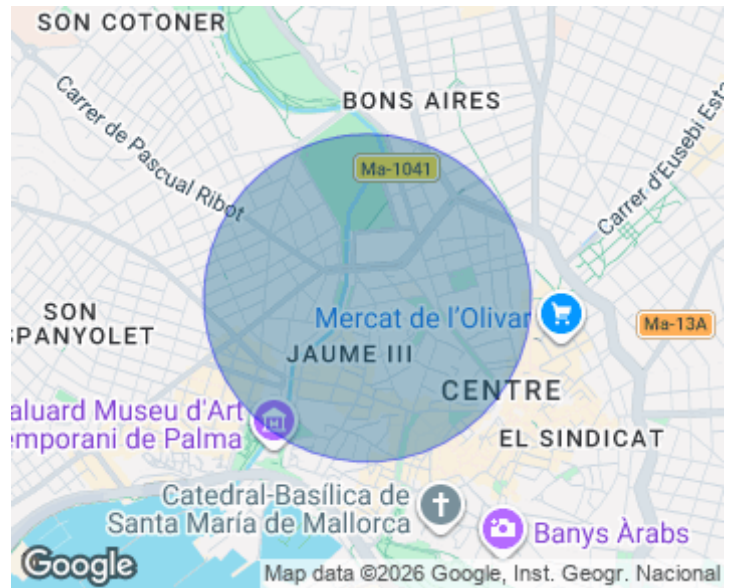 SON COTONER
BONS AIRES
Carrer de Pascual Ribot
Ma-1041
Carrer d'Eusebi Esta
SON
SPANYOLET
Mercat de l'Olivar
Ma-13A
JAUME III
CENTRE
aluard Museu d'Art
emporani de Palma
EL SINDICAT
Catedral-Basílica de
Santa María de Mallorca
Banys Àrabs
Google
Map data ©2026 Google, Inst. Geogr. Nacional